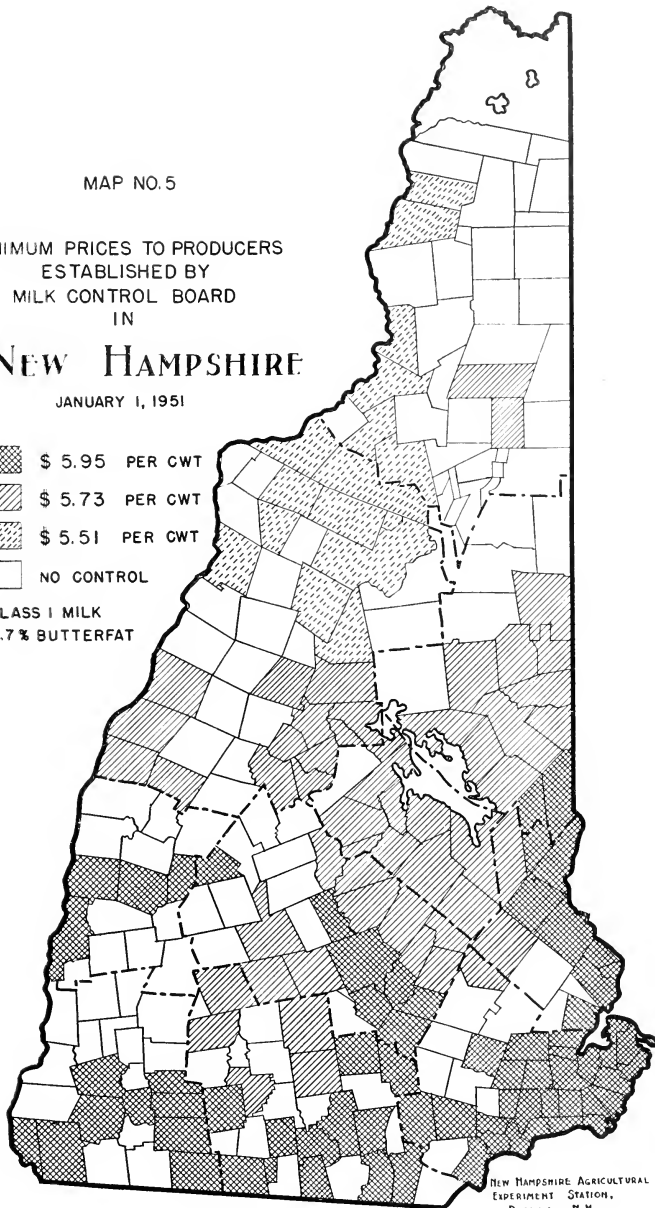 MAP NO. 5
NIMUM PRICES TO PRODUCERS
ESTABLISHED BY
MILK CONTROL BOARD
IN
NEW HAMPSHIRE
JANUARY 1, 1951
$ 5.95 PER CWT
$ 5.73 PER CWT
$ 5.51 PER CWT
NO CONTROL
LASS I MILK
.7% BUTTERFAT
NEW HAMPSHIRE AGRICULTURAL
EXPERIMENT STATION,